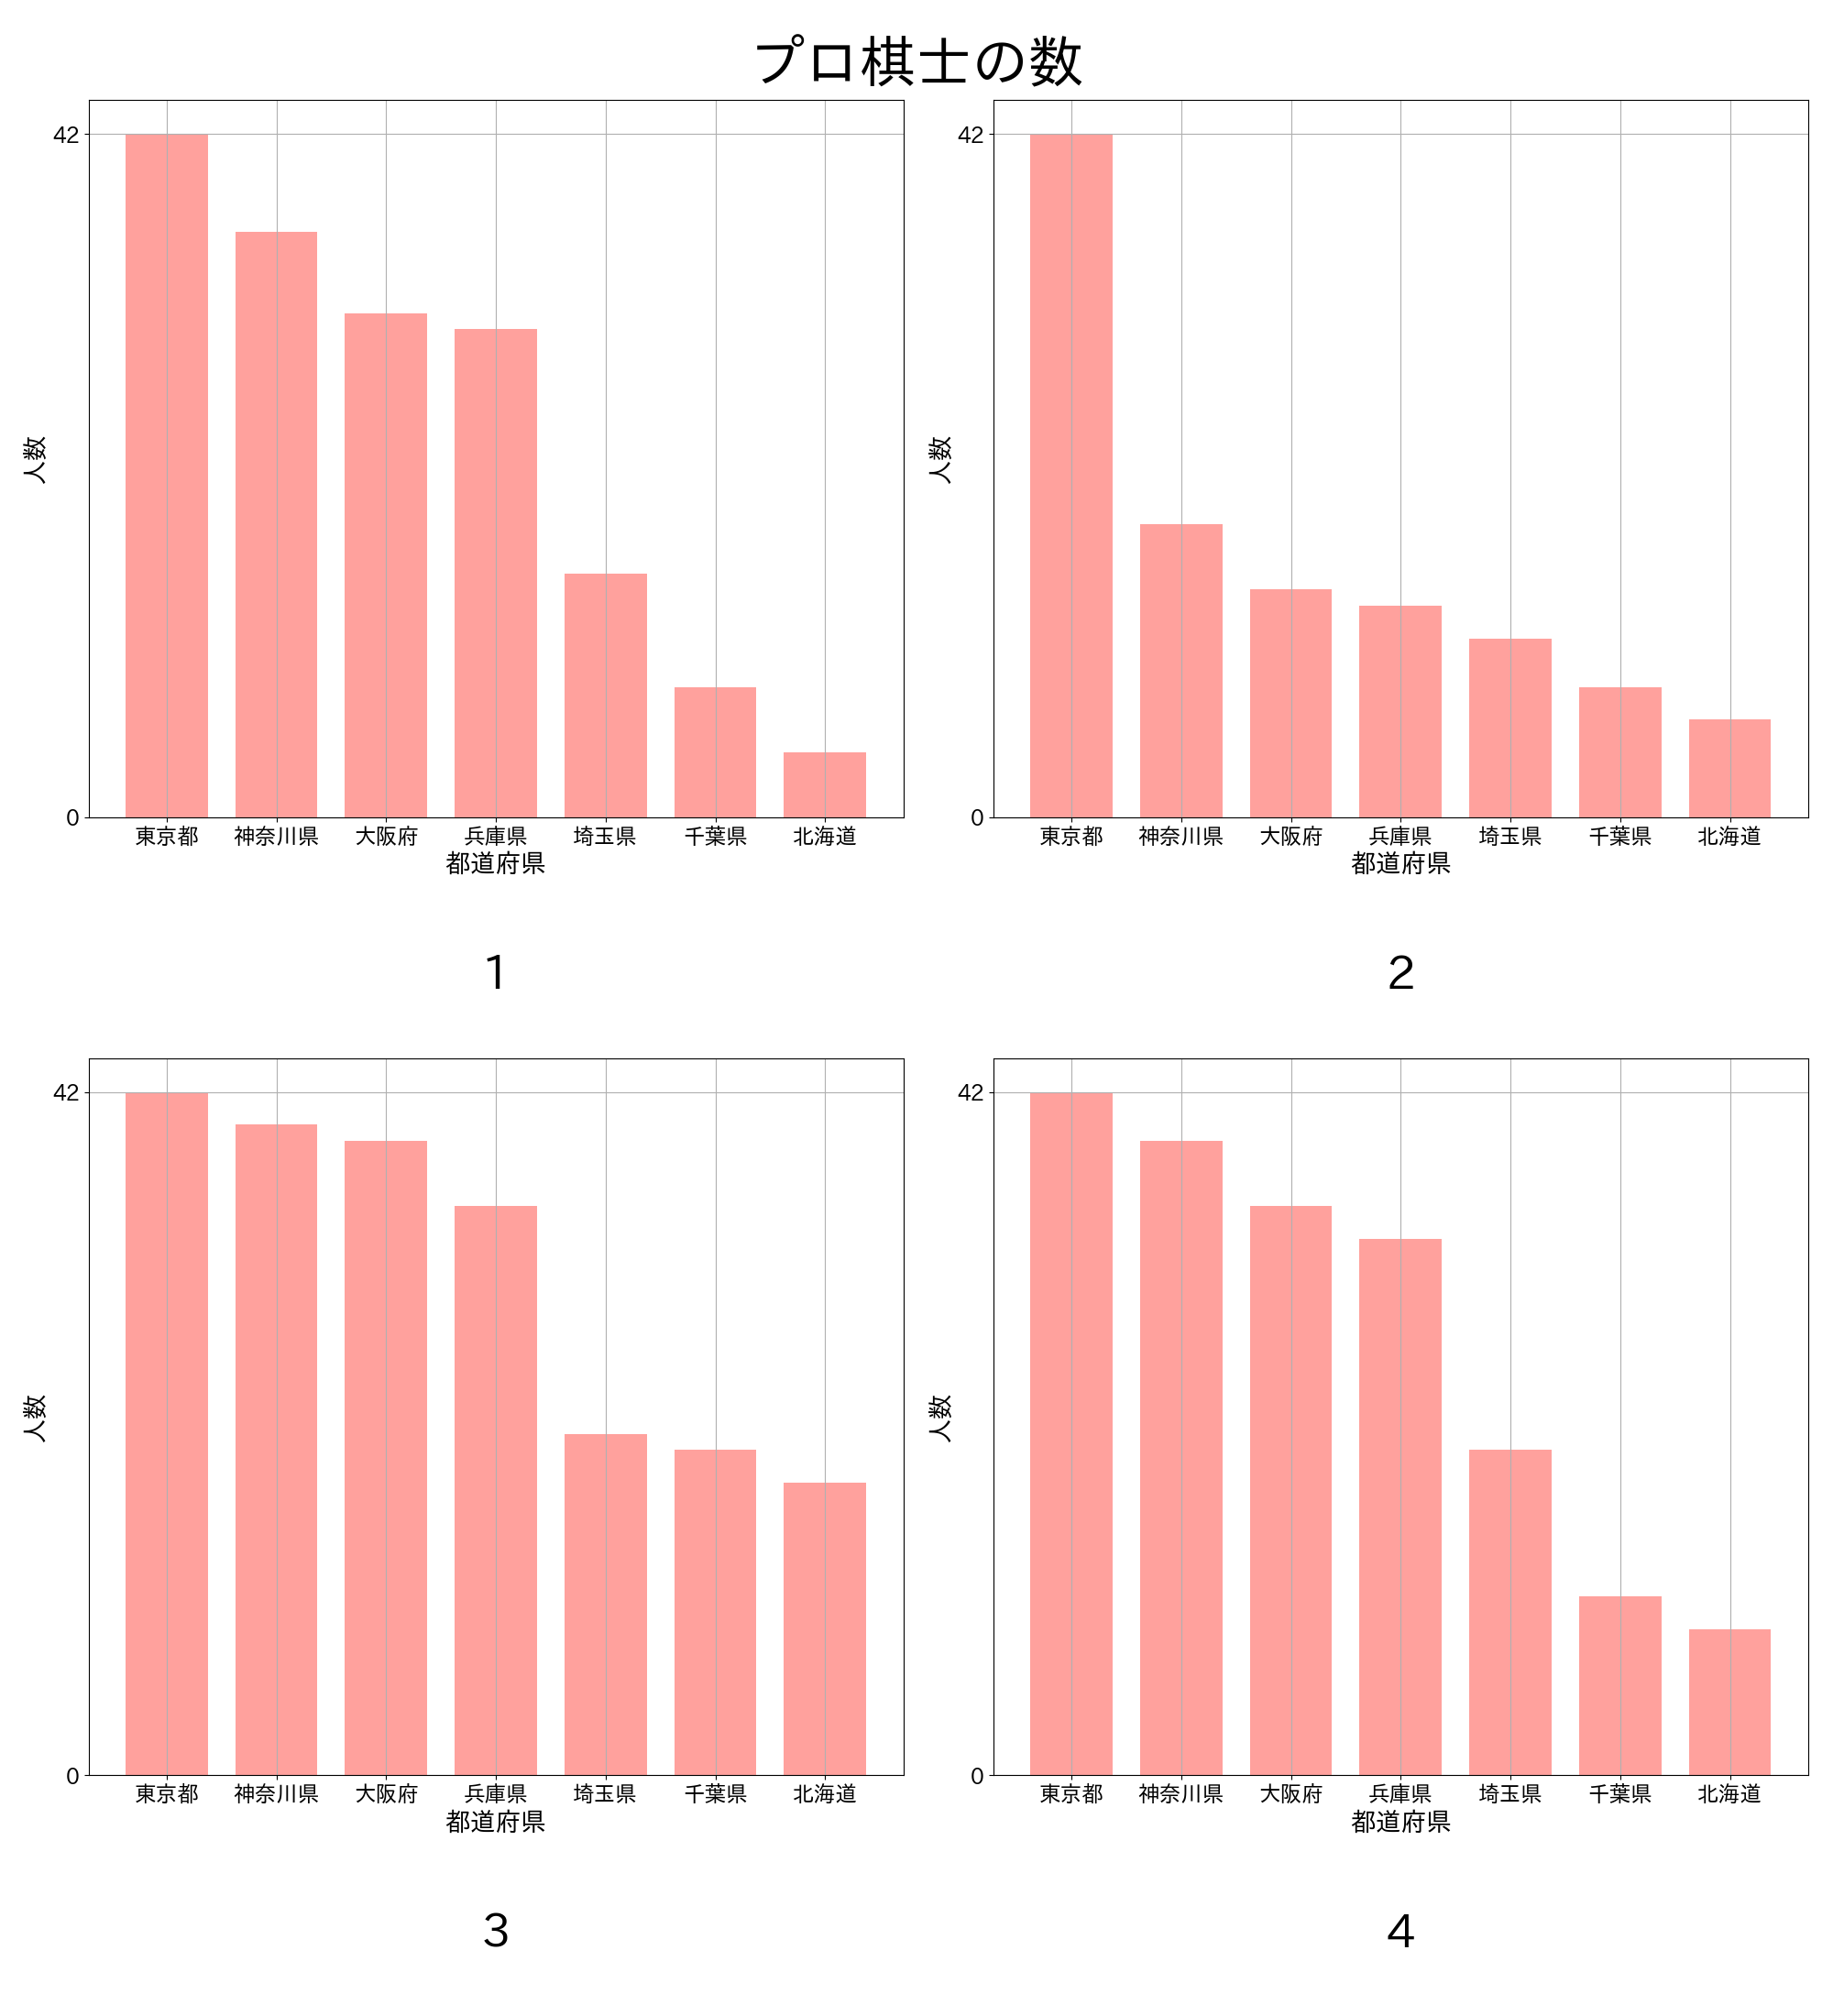 プロ棋士の数
42
0
人数
東京都 神奈川県 大阪府 兵庫県 埼玉県 千葉県 北海道
都道府県
1
42
0
人数
東京都 神奈川県 大阪府 兵庫県 埼玉県 千葉県 北海道
都道府県
2
42
0
人数
東京都 神奈川県 大阪府 兵庫県 埼玉県 千葉県 北海道
都道府県
3
42
0
人数
東京都 神奈川県 大阪府 兵庫県 埼玉県 千葉県 北海道
都道府県
4